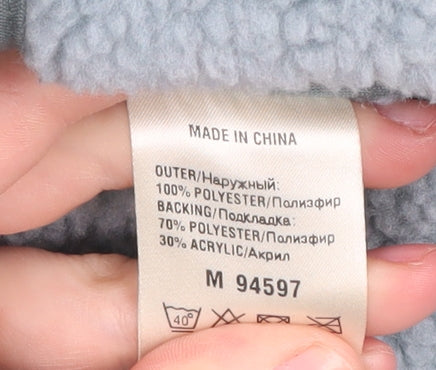 MADE IN CHINA
OUTER/Наружный:
100% POLYESTER/Полиэфир
BACKING/Подкладка:
70% POLYESTER/Полиэфир
30% ACRYLIC/Акрил
M 94597
40°